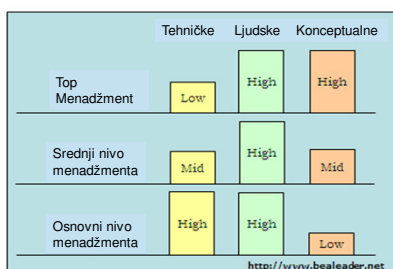 Tehničke Ljudske Konceptualne
Top
Menadžment
Low High High
Srednji nivo
menadžmenta
Mid High Mid
Osnovni nivo
menadžmenta
High High Low
http://www.bealeader.net